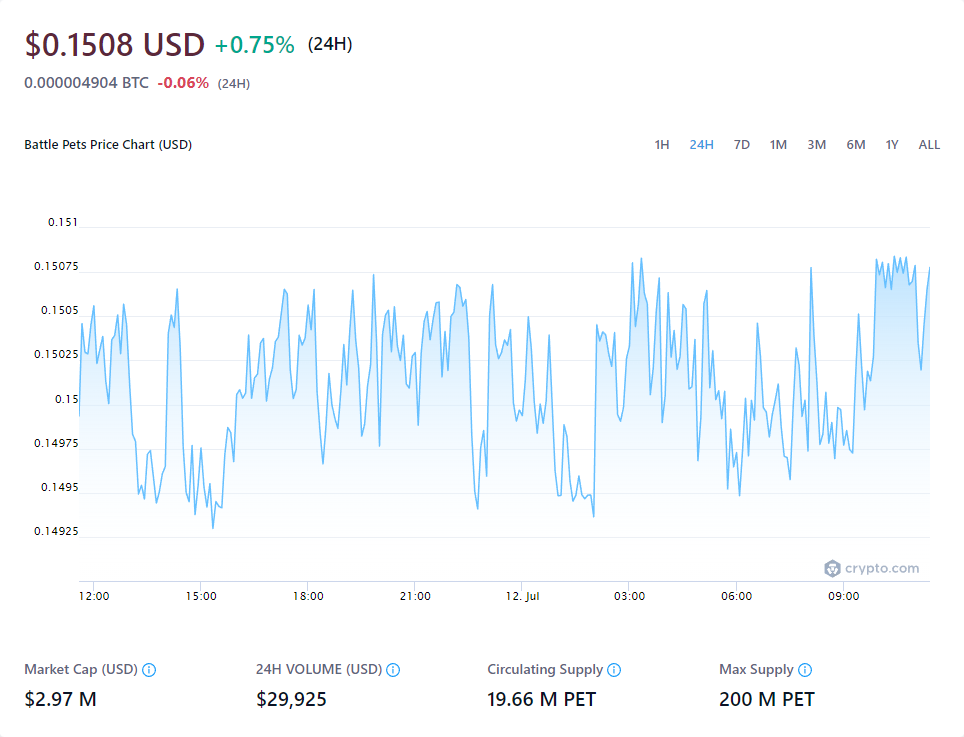 $0.1508 USD +0.75% (24H)
0.000004904 BTC -0.06% (24H)
Battle Pets Price Chart (USD)
1H 24H 7D 1M 3M 6M 1Y ALL
0.151
0.15075
0.1505
0.15025
0.15
0.14975
0.1495
0.14925
crypto.com
12:00 15:00 18:00 21:00 12. Jul 03:00 06:00 09:00
Market Cap (USD) 24H VOLUME (USD) Circulating Supply Max Supply
$2.97 M $29,925 19.66 M PET 200 M PET